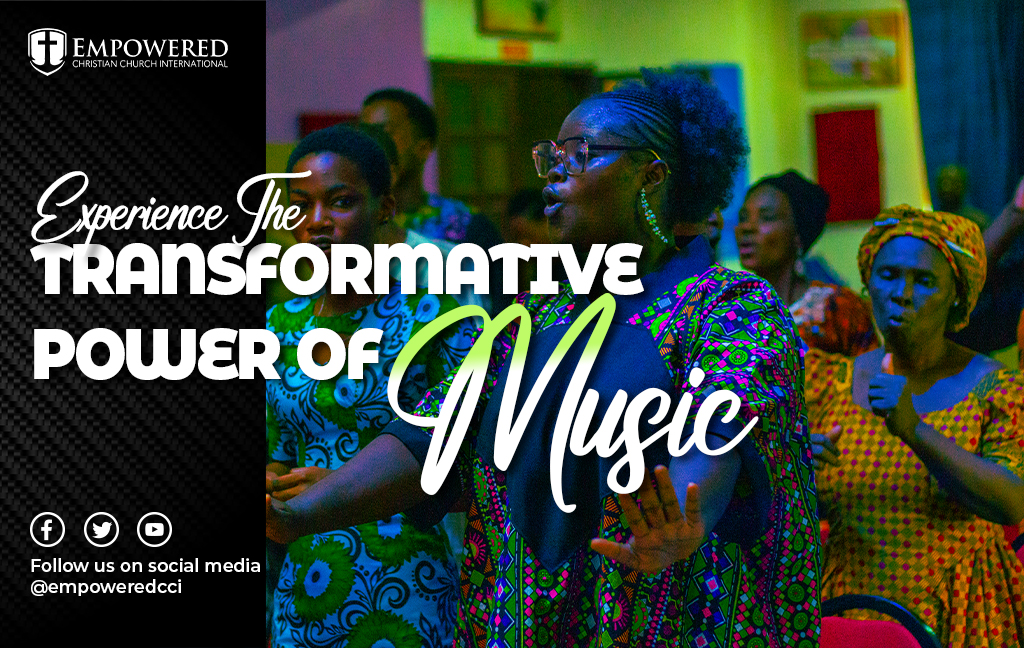 EMPOWERED
CHRISTIAN CHURCH INTERNATIONAL
Experience The
TRANSFORMATIVE
POWER OF Music
Follow us on social media
@empoweredcci